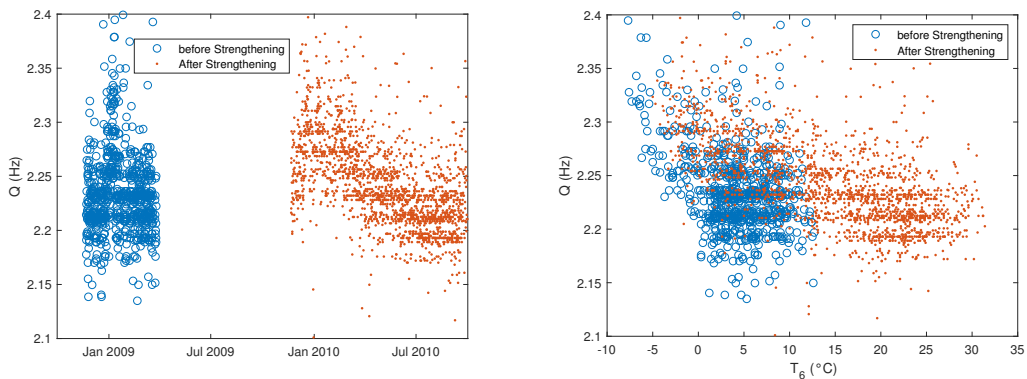 2.4
2.35
2.3
2.25
2.2
2.15
2.1
Q (Hz)
before Strengthening
After Strengthening
Jan 2009
Jul 2009
Jan 2010
Jul 2010
2.4
2.35
2.3
2.25
2.2
2.15
2.1
Q (Hz)
before Strengthening
After Strengthening
-10
-5
0
5
10
15
20
25
30
35
T6 (°C)